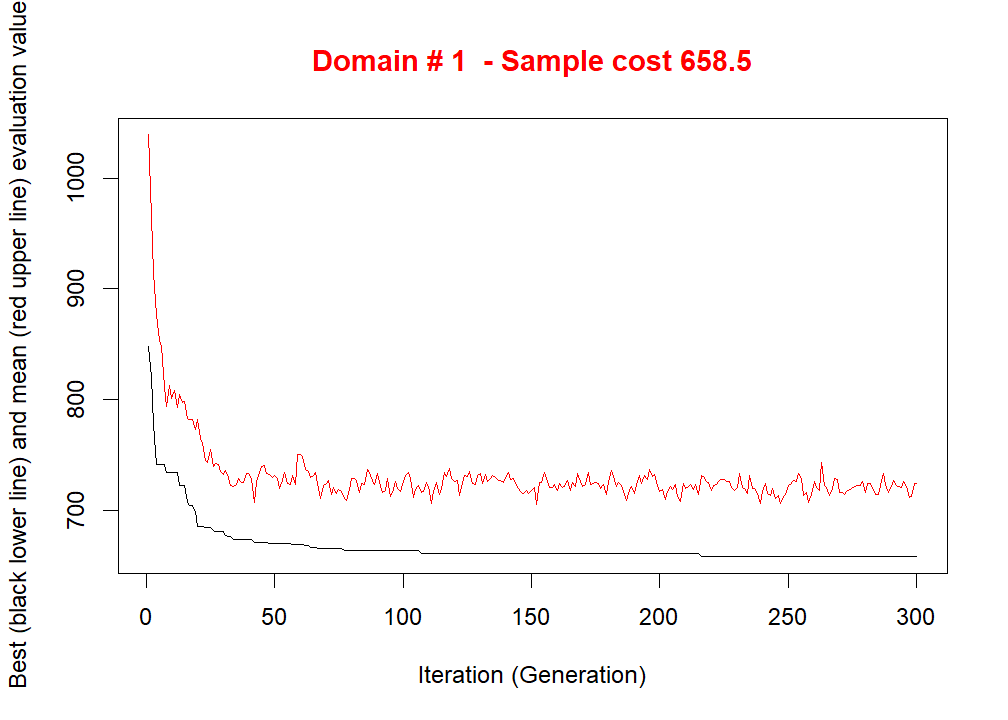 Domain # 1  - Sample cost 658.5
Best (black lower line) and mean (red upper line) evaluation value
1000
900
800
700
0 50 100 150 200 250 300
Iteration (Generation)